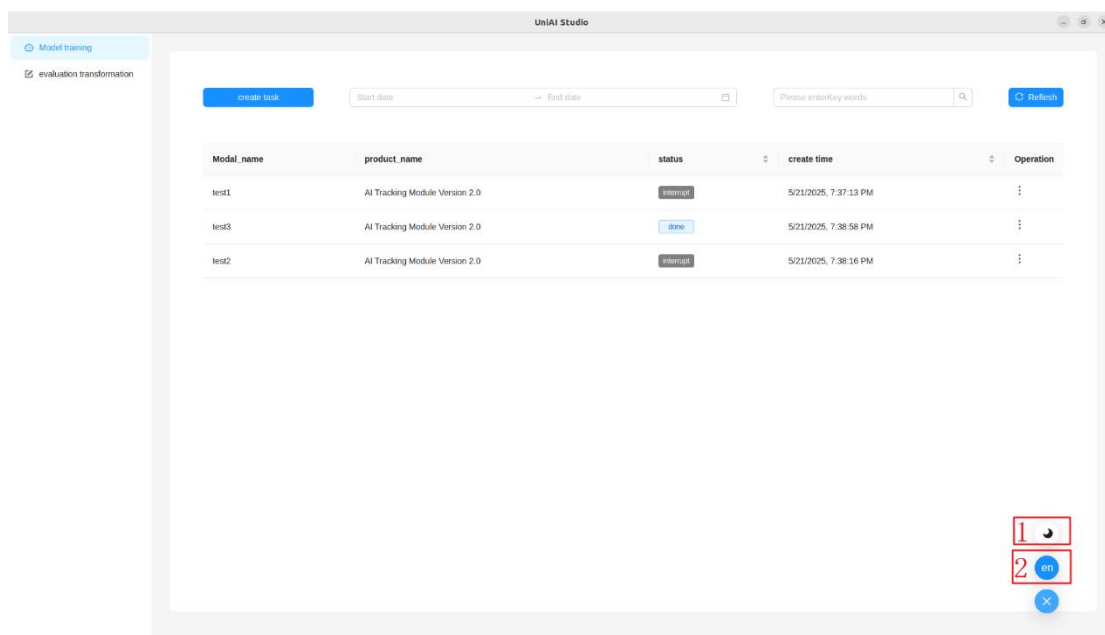 UniAI Studio
Model training
evaluation transformation
create task Start date → End date Please enterKey words Reflesh
Modal_name product_name status create time Operation
test1 AI Tracking Module Version 2.0 interrupt 5/21/2025, 7:37:13 PM
test3 AI Tracking Module Version 2.0 done 5/21/2025, 7:38:58 PM
test2 AI Tracking Module Version 2.0 interrupt 5/21/2025, 7:38:16 PM
1
2 en